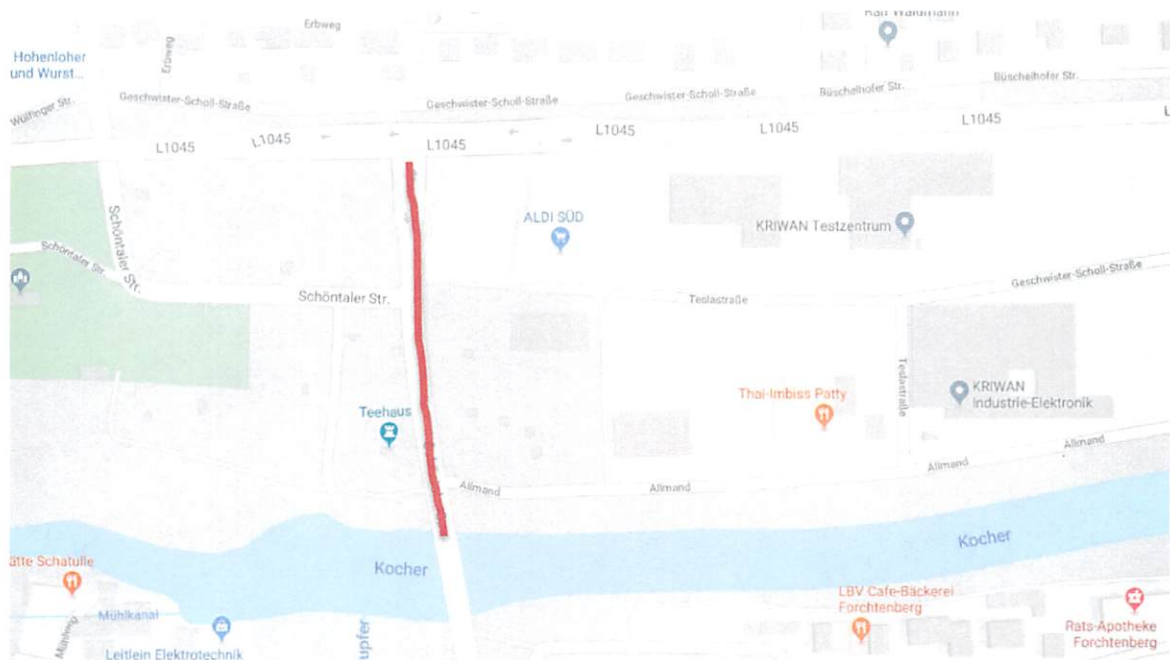 Erbweg
Hohenloher
und Wurst...
Erbweg
Wülfinger Str.
Geschwister-Scholl-Straße
Geschwister-Scholl-Straße
Geschwister-Scholl-Straße
Büschelhofer Str.
Büschelhofer Str.
L1045
L1045
L1045
L1045
L1045
L1045
Schöntaler Str.
Schöntaler Str.
ALDI SÜD
KRIWAN Testzentrum
Schöntaler Str.
Teslastraße
Geschwister-Scholl-Straße
Teslastraße
Teehaus
Thai-Imbiss Patty
KRIWAN
Industrie-Elektronik
Allmand
Allmand
Allmand
Allmand
Kocher
Kocher
ätte Schatulle
Mühlkanal
Mühlweg
Leitlein Elektrotechnik
upfer
LBV Cafe-Bäckerei
Forchtenberg
Rats-Apotheke
Forchtenberg